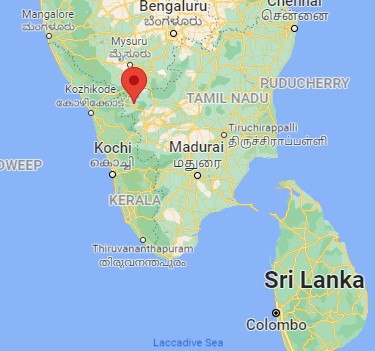 Mangalore
ಮಂಗಳೂರು
Bengaluru
ಬೆಂಗಳೂರು
சென்னை
Mysuru
ಮೈಸೂರು
Kozhikode
കോഴിക്കോട്
PUDUCHERRY
TAMIL NADU
Tiruchirappalli
திருச்சிராப்பள்ளி
Kochi
കൊച്ചി
Madurai
மதுரை
DWEEP
KERALA
Thiruvananthapuram
തിരുവനന്തപുരം
Sri Lanka
Colombo
Laccadive Sea